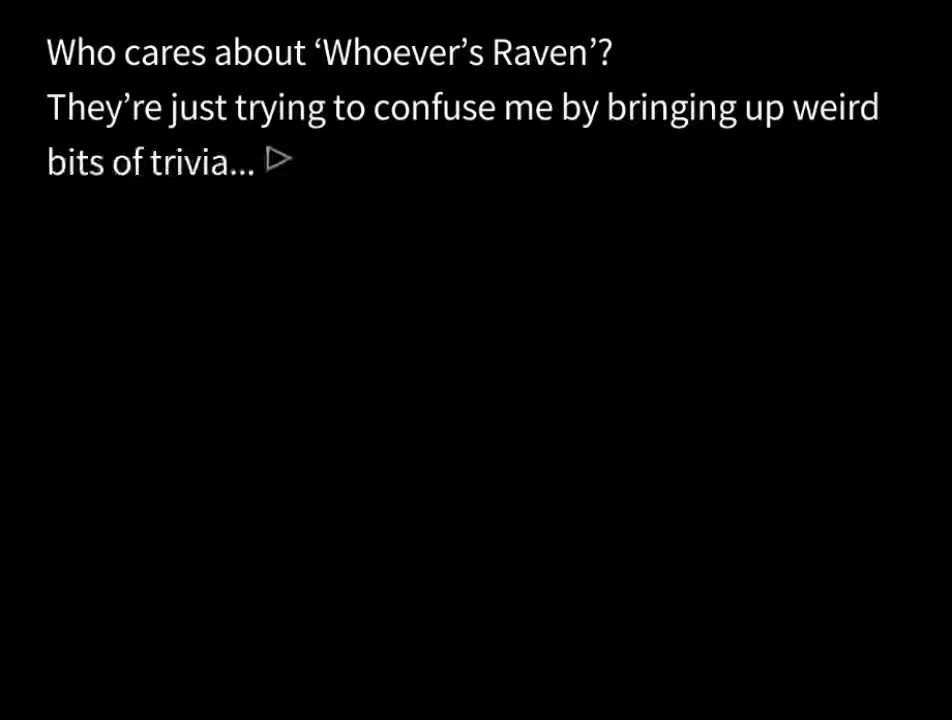 Who cares about ‘Whoever’s Raven’?
They’re just trying to confuse me by bringing up weird
bits of trivia...